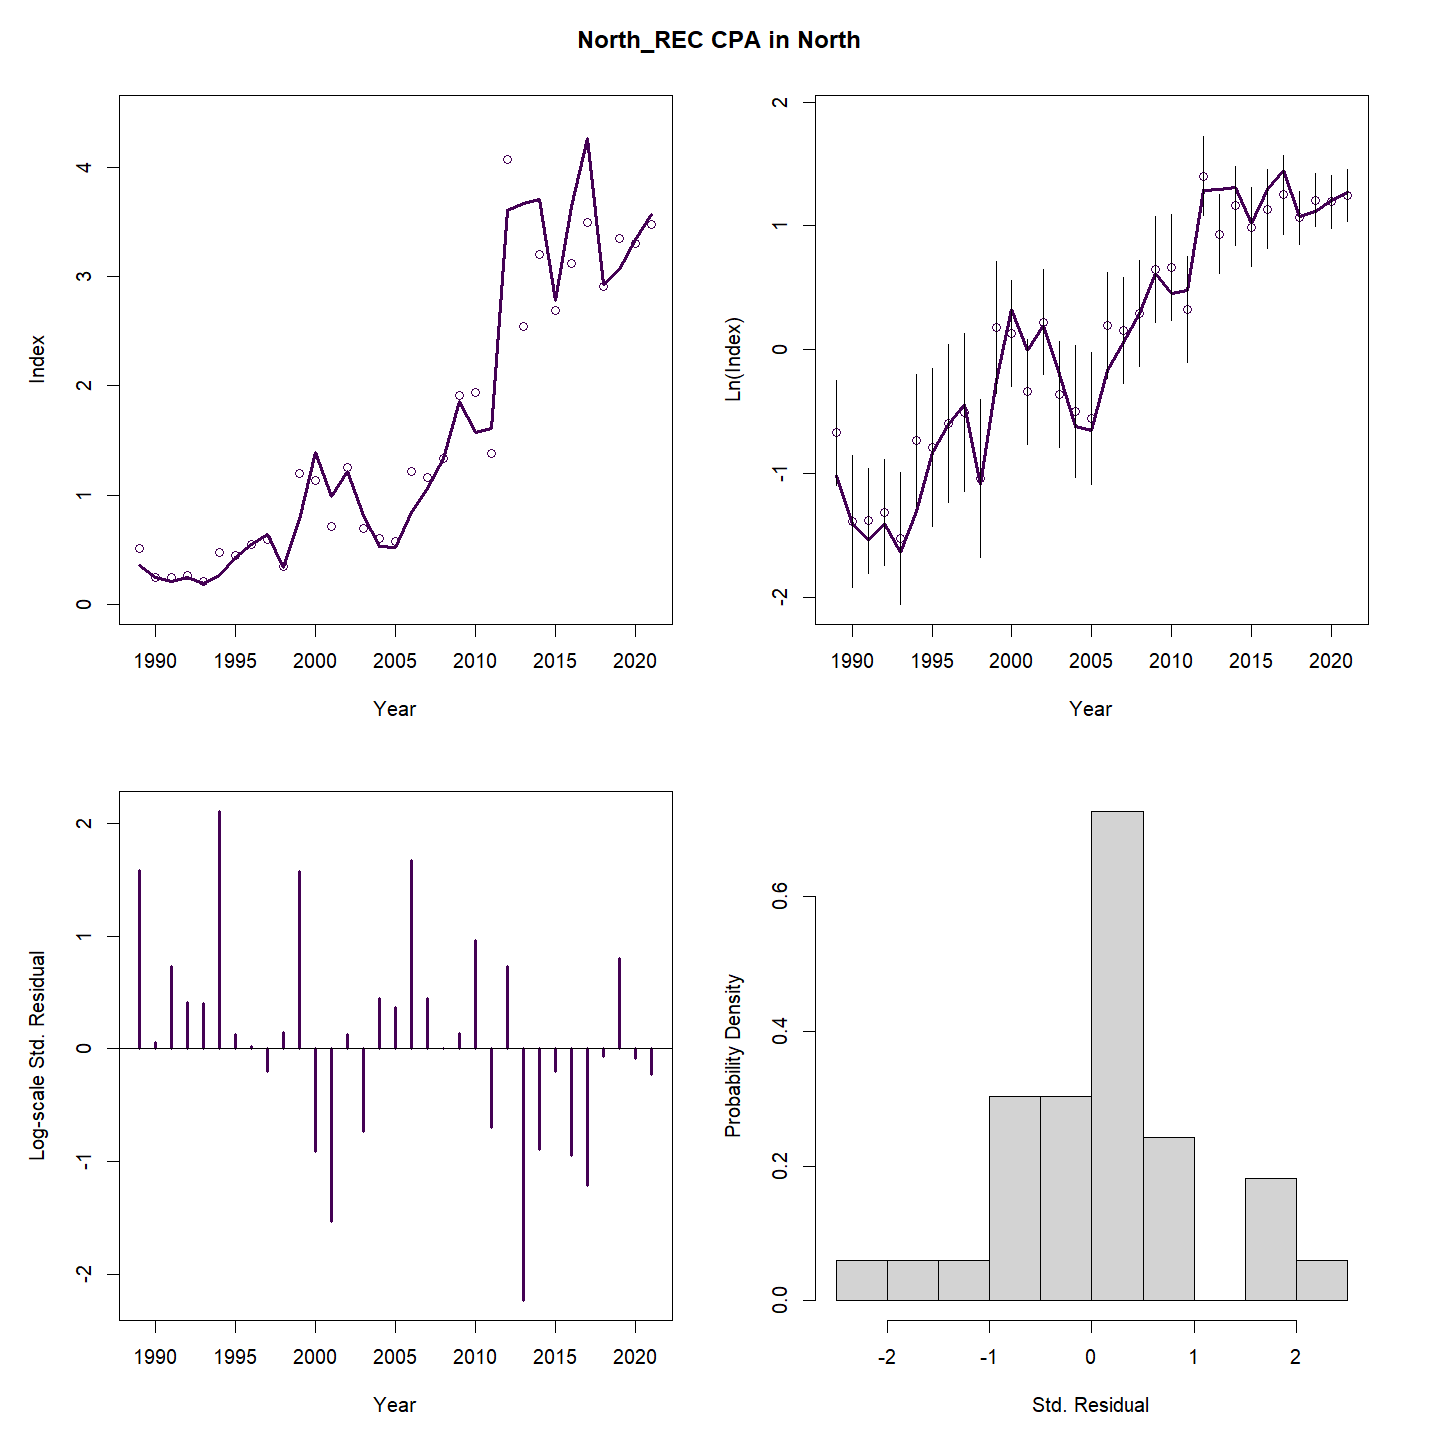 North_REC CPA in North
Index
4
3
2
1
0
1990 1995 2000 2005 2010 2015 2020
Year
Ln(Index)
2
1
0
-1
-2
1990 1995 2000 2005 2010 2015 2020
Year
Log-scale Std. Residual
2
1
0
-1
-2
1990 1995 2000 2005 2010 2015 2020
Year
Probability Density
0.6
0.4
0.2
0.0
-2 -1 0 1 2
Std. Residual